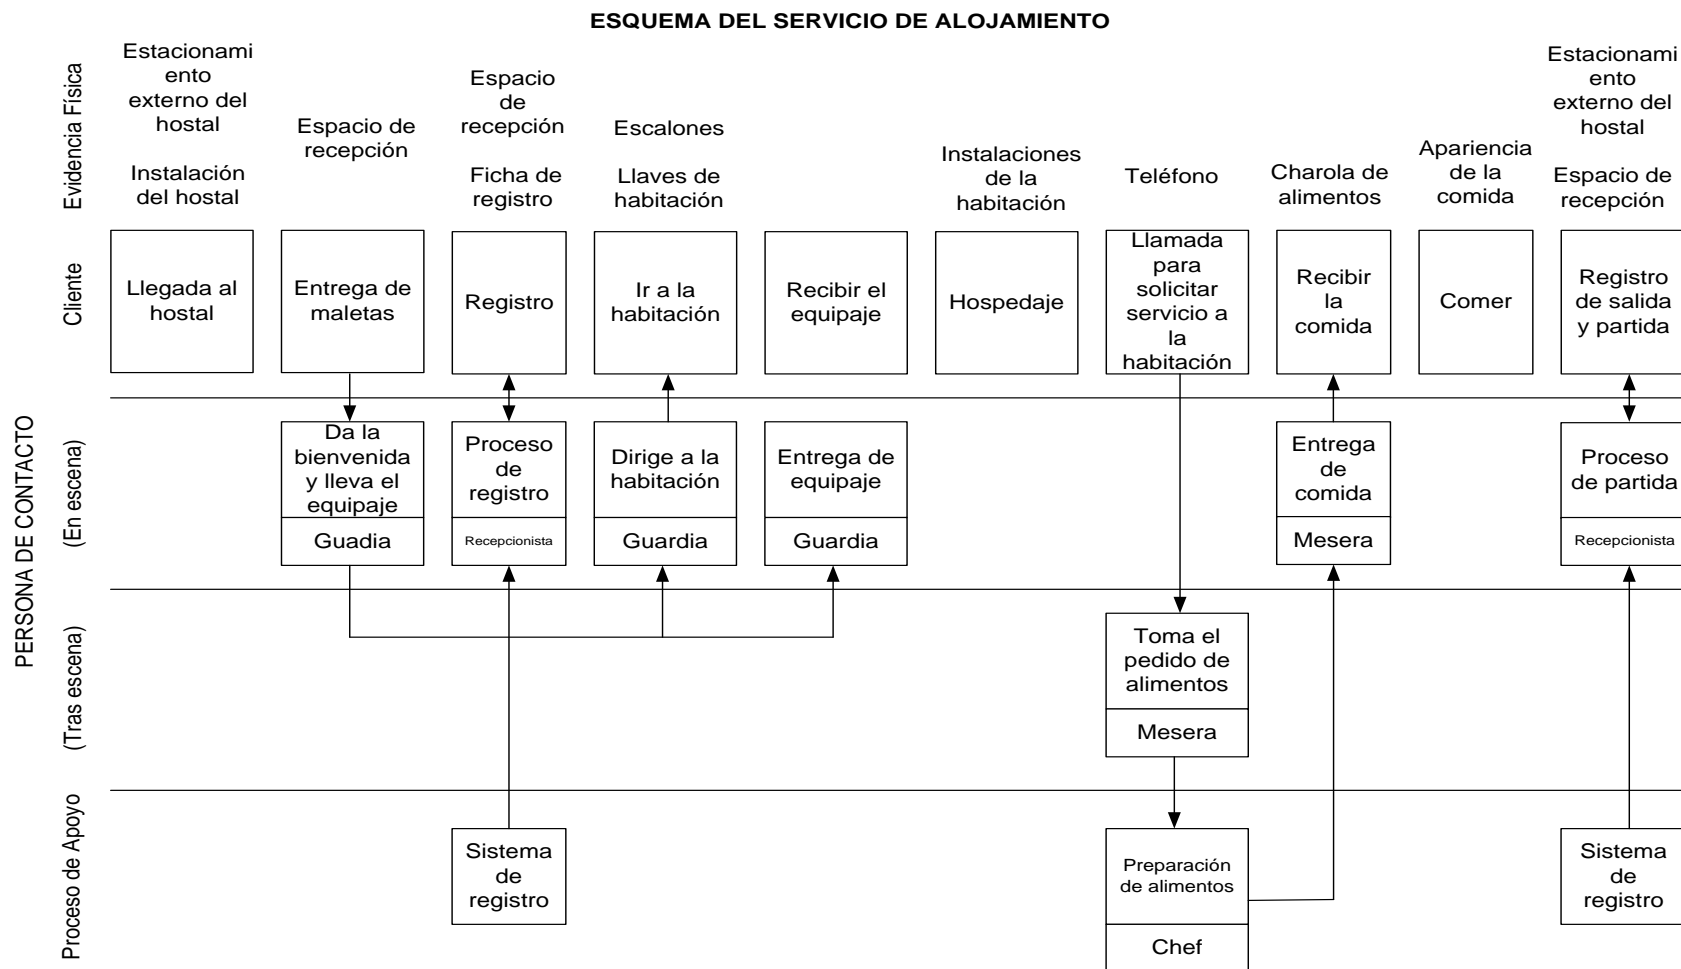 ESQUEMA DEL SERVICIO DE ALOJAMIENTO
Evidencia Física
Estacionami
ento
externo del
hostal
Instalación
del hostal
Espacio de
recepción
Espacio
de
recepción
Ficha de
registro
Escalones
Llaves de
habitación
Instalaciones
de la
habitación
Teléfono
Charola de
alimentos
Apariencia
de la
comida
Estacionami
ento
externo del
hostal
Espacio de
recepción
Cliente
Llegada al
hostal
Entrega de
maletas
Registro
Ir a la
habitación
Recibir el
equipaje
Hospedaje
Llamada
para
solicitar
servicio a
la
habitación
Recibir
la
comida
Comer
Registro
de salida
y partida
PERSONA DE CONTACTO
(En escena)
Da la
bienvenida
y lleva el
equipaje
Guadia
Proceso
de
registro
Recepcionista
Dirige a la
habitación
Guardia
Entrega de
equipaje
Guardia
Entrega
de
comida
Mesera
Proceso
de partida
Recepcionista
(Tras escena)
Toma el
pedido de
alimentos
Mesera
Proceso de Apoyo
Sistema
de
registro
Preparación
de alimentos
Chef
Sistema
de
registro